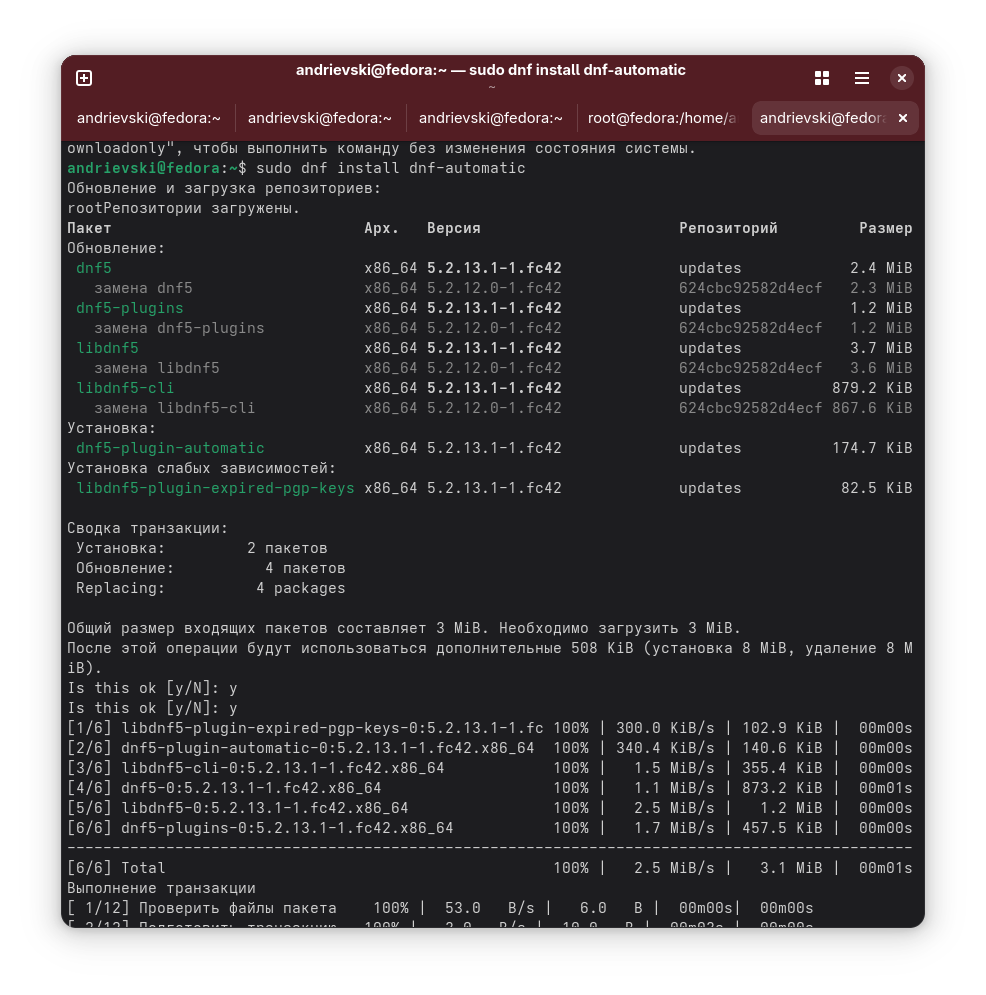 andrievski@fedora:~ — sudo dnf install dnf-automatic
~
andrievski@fedora:~ andrievski@fedora:~ andrievski@fedora:~ root@fedora:/home/a andrievski@fedora
ownloadonly", чтобы выполнить команду без изменения состояния системы.
andrievski@fedora:~$ sudo dnf install dnf-automatic
Обновление и загрузка репозиториев:
rootРепозитории загружены.
Пакет Арх. Версия Репозиторий Размер
Обновление:
dnf5 x86_64 5.2.13.1-1.fc42 updates 2.4 MiB
замена dnf5 x86_64 5.2.12.0-1.fc42 624cbc92582d4ecf 2.3 MiB
dnf5-plugins x86_64 5.2.13.1-1.fc42 updates 1.2 MiB
замена dnf5-plugins x86_64 5.2.12.0-1.fc42 624cbc92582d4ecf 1.2 MiB
libdnf5 x86_64 5.2.13.1-1.fc42 updates 3.7 MiB
замена libdnf5 x86_64 5.2.12.0-1.fc42 624cbc92582d4ecf 3.6 MiB
libdnf5-cli x86_64 5.2.13.1-1.fc42 updates 879.2 KiB
замена libdnf5-cli x86_64 5.2.12.0-1.fc42 624cbc92582d4ecf 867.6 KiB
Установка:
dnf5-plugin-automatic x86_64 5.2.13.1-1.fc42 updates 174.7 KiB
Установка слабых зависимостей:
libdnf5-plugin-expired-pgp-keys x86_64 5.2.13.1-1.fc42 updates 82.5 KiB
Сводка транзакции:
Установка: 2 пакетов
Обновление: 4 пакетов
Replacing: 4 packages
Общий размер входящих пакетов составляет 3 MiB. Необходимо загрузить 3 MiB.
После этой операции будут использоваться дополнительные 508 KiB (установка 8 MiB, удаление 8 M
iB).
Is this ok [y/N]: y
Is this ok [y/N]: y
[1/6] libdnf5-plugin-expired-pgp-keys-0:5.2.13.1-1.fc 100% | 300.0 KiB/s | 102.9 KiB | 00m00s
[2/6] dnf5-plugin-automatic-0:5.2.13.1-1.fc42.x86_64 100% | 340.4 KiB/s | 140.6 KiB | 00m00s
[3/6] libdnf5-cli-0:5.2.13.1-1.fc42.x86_64 100% | 1.5 MiB/s | 355.4 KiB | 00m00s
[4/6] dnf5-0:5.2.13.1-1.fc42.x86_64 100% | 1.1 MiB/s | 873.2 KiB | 00m01s
[5/6] libdnf5-0:5.2.13.1-1.fc42.x86_64 100% | 2.5 MiB/s | 1.2 MiB | 00m00s
[6/6] dnf5-plugins-0:5.2.13.1-1.fc42.x86_64 100% | 1.7 MiB/s | 457.5 KiB | 00m00s
----------------------------------------------------------------------------------------------
[6/6] Total 100% | 2.5 MiB/s | 3.1 MiB | 00m01s
Выполнение транзакции
[ 1/12] Проверить файлы пакета 100% | 53.0 B/s | 6.0 B | 00m00s| 00m00s